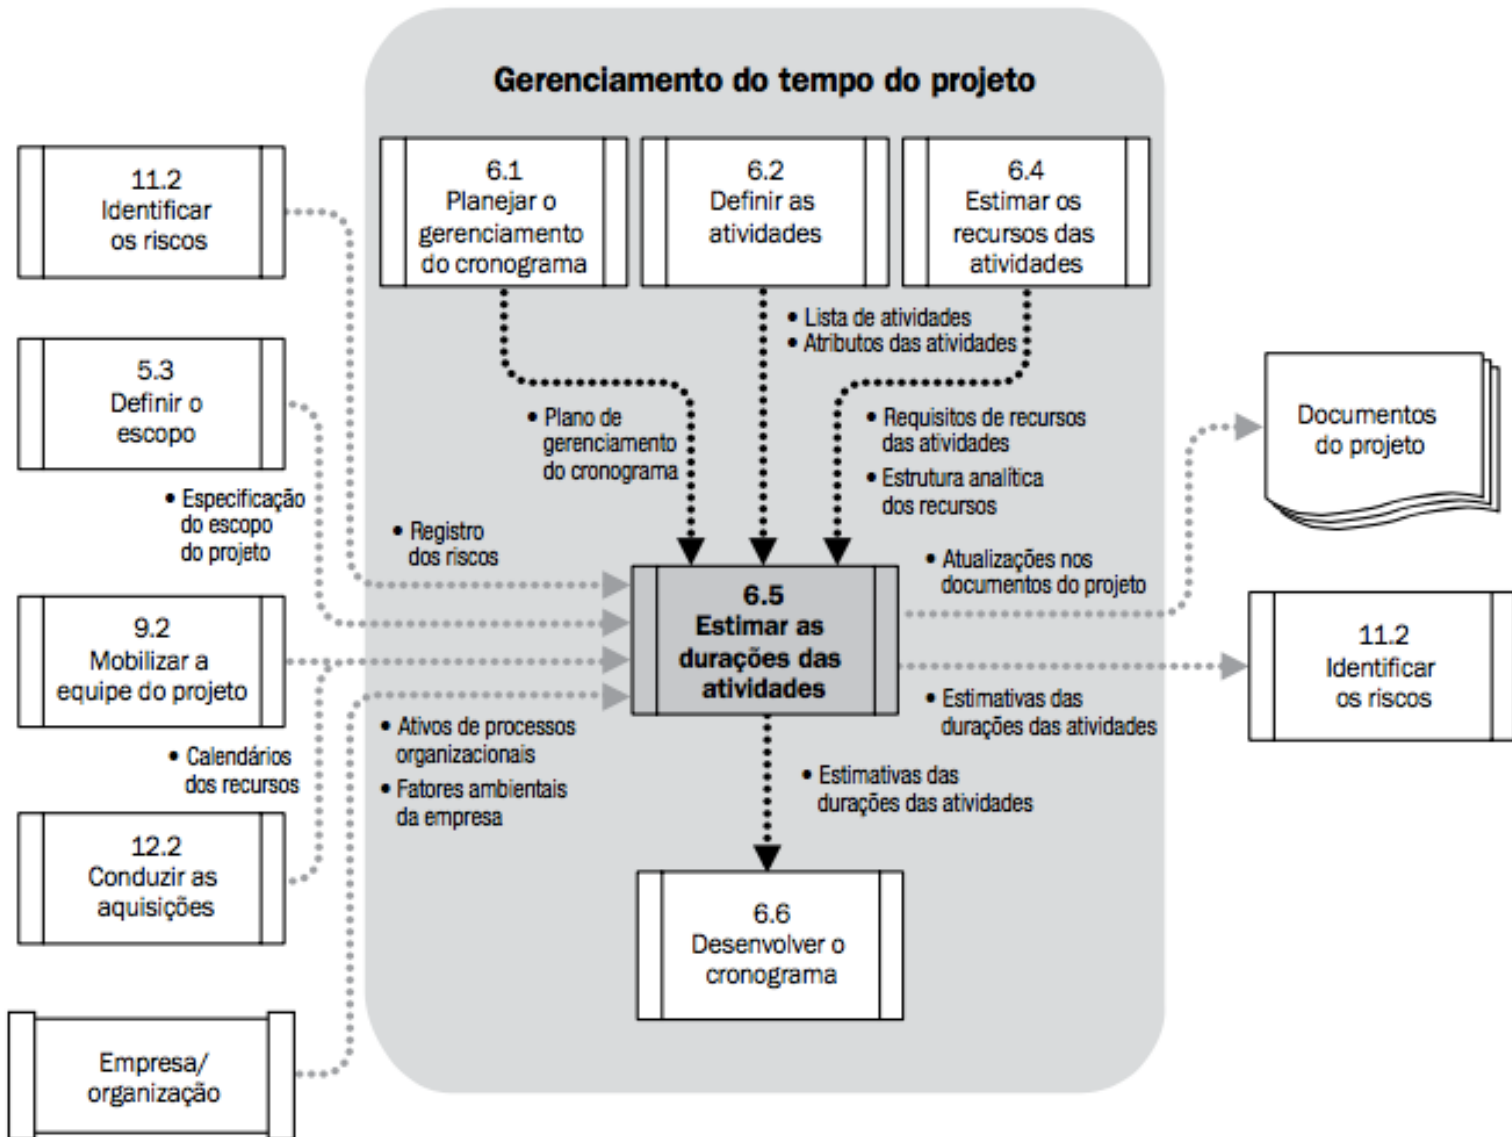 Gerenciamento do tempo do projeto
11.2
Identificar
os riscos
6.1
Planejar o
gerenciamento
do cronograma
6.2
Definir as
atividades
6.4
Estimar os
recursos das
atividades
• Lista de atividades
• Atributos das atividades
5.3
Definir o
escopo
• Especificação
do escopo
do projeto
• Plano de
gerenciamento
do cronograma
• Requisitos de recursos
das atividades
• Estrutura analítica
dos recursos
Documentos
do projeto
• Registro
dos riscos
• Atualizações nos
documentos do projeto
9.2
Mobilizar a
equipe do projeto
6.5
Estimar as
durações das
atividades
11.2
Identificar
os riscos
• Calendários
dos recursos
• Ativos de processos
organizacionais
• Fatores ambientais
da empresa
• Estimativas das
durações das atividades
• Estimativas das
durações das atividades
12.2
Conduzir as
aquisições
6.6
Desenvolver o
cronograma
Empresa/
organização